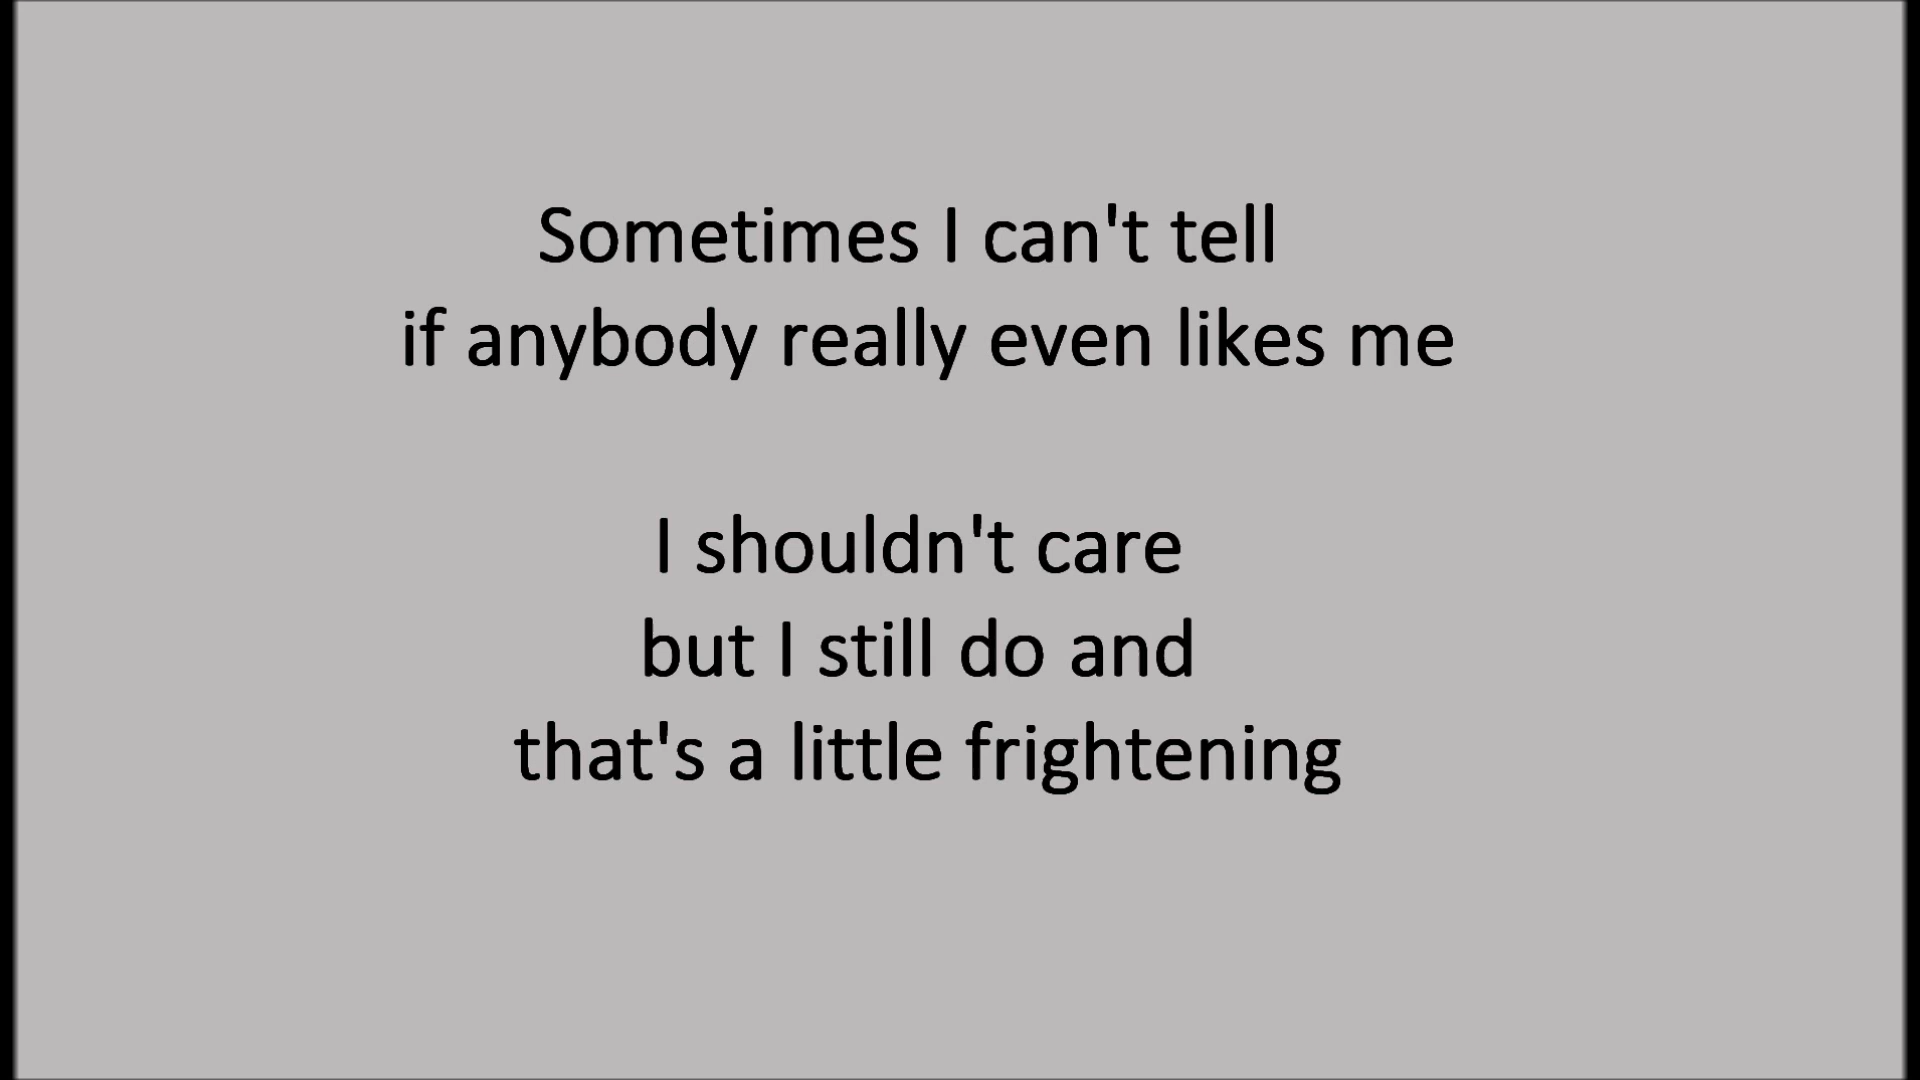 Sometimes I can't tell
if anybody really even likes me
I shouldn't care
but I still do and
that's a little frightening